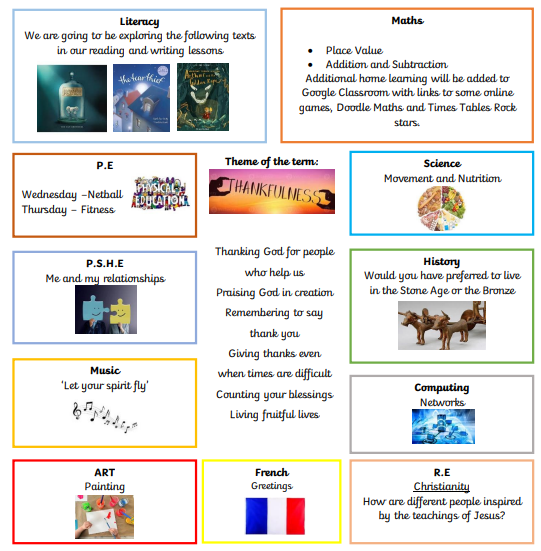 Literacy
We are going to be exploring the following texts
in our reading and writing lessons
the tear thief
Maths
• Place Value
• Addition and Subtraction
Additional home learning will be added to
Google Classroom with links to some online
games, Doodle Maths and Times Tables Rock
stars.
P.E
Wednesday –Netball
Thursday – Fitness
PHYSICAL
EDUCATION
Theme of the term:
THANKFULNESS
Science
Movement and Nutrition
P.S.H.E
Me and my relationships
Thanking God for people
who help us
Praising God in creation
Remembering to say
thank you
Giving thanks even
when times are difficult
Counting your blessings
Living fruitful lives
History
Would you have preferred to live
in the Stone Age or the Bronze
Music
‘Let your spirit fly’
Computing
Networks
ART
Painting
French
Greetings
R.E
Christianity
How are different people inspired
by the teachings of Jesus?